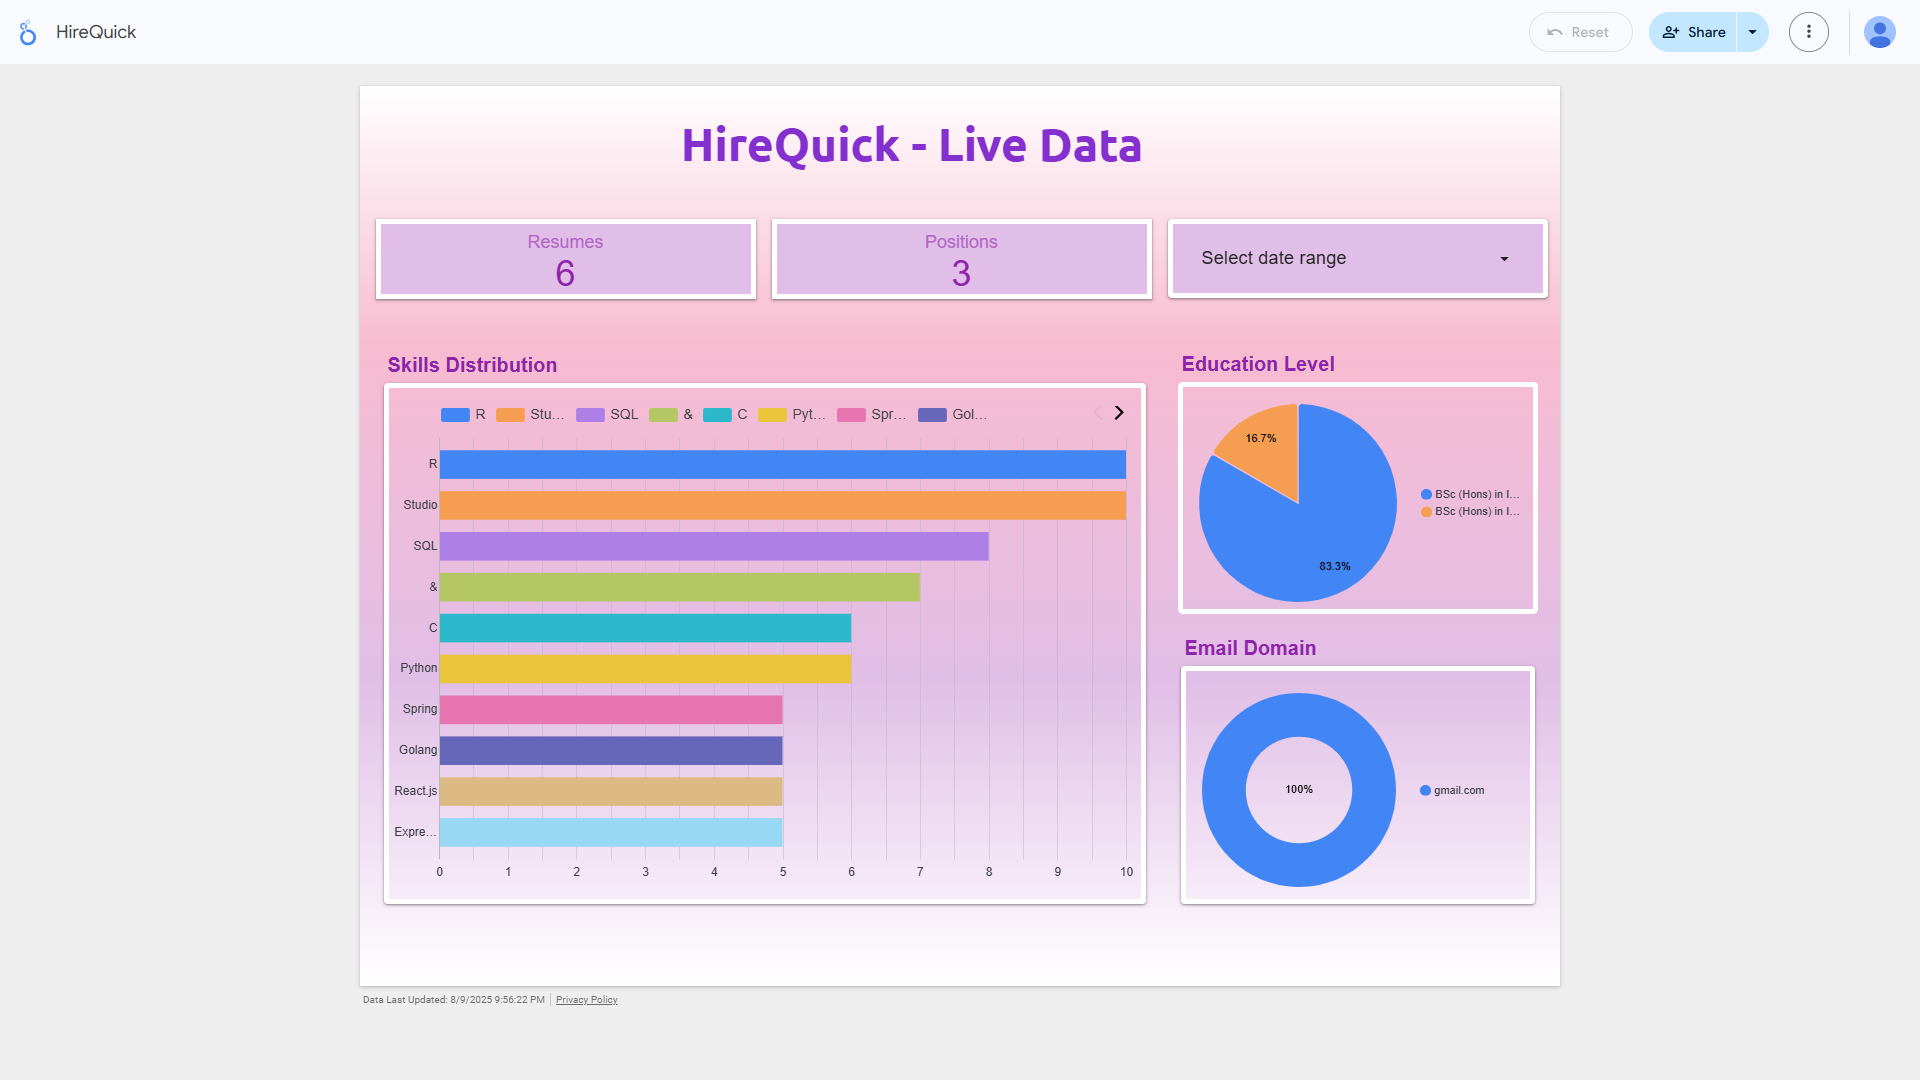 HireQuick
Reset
Share
HireQuick - Live Data
Resumes
6
Positions
3
Select date range
Skills Distribution
R Stu... SQL & C Pyt... Spr... Gol...
R
Studio
SQL
&
C
Python
Spring
Golang
React.js
Expre...
0 1 2 3 4 5 6 7 8 9 10
Education Level
16.7%
83.3%
BSc (Hons) in I...
BSc (Hons) in I...
Email Domain
100%
gmail.com
Data Last Updated: 8/9/2025 9:56:22 PM
Privacy Policy